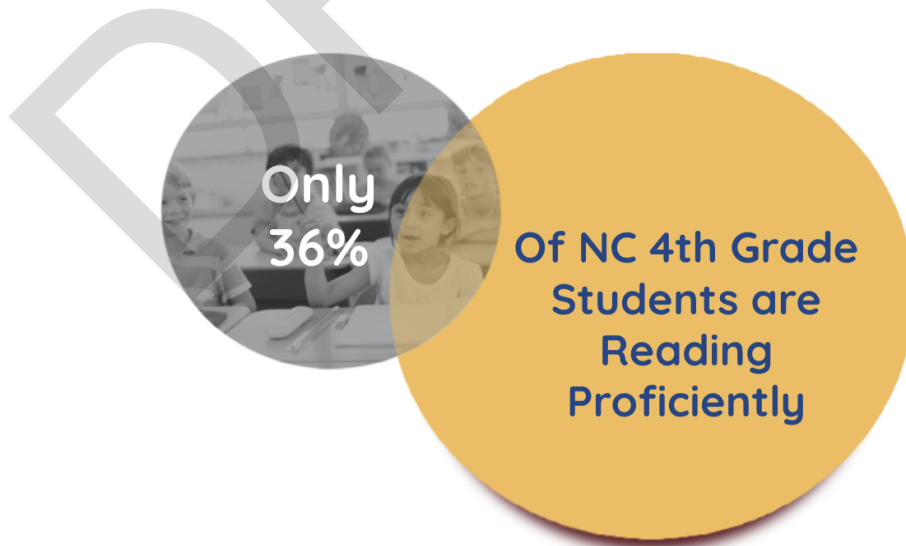 Only
36%
Of NC 4th Grade
Students are
Reading
Proficiently